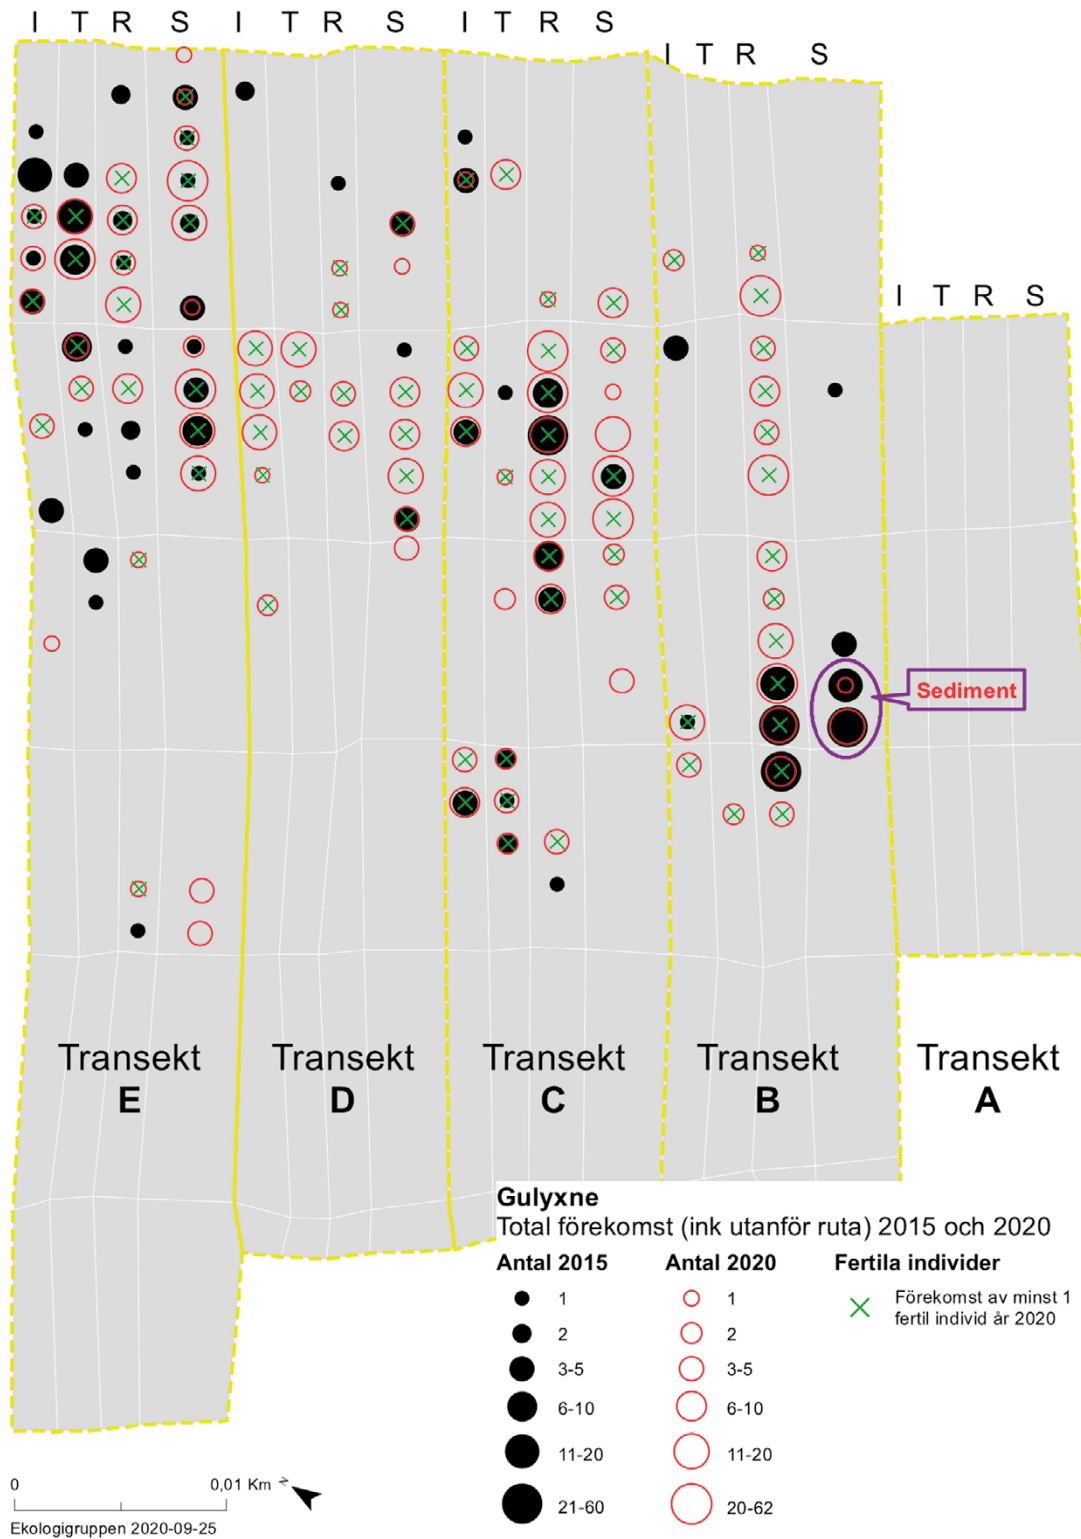 I T R S I T R S I T R S
I T R S
I T R S
Sediment
Transekt E
Transekt D
Transekt C
Transekt B
Transekt A
Gulyxne
Total förekomst (ink utanför ruta) 2015 och 2020
Antal 2015
1
2
3-5
6-10
11-20
21-60
Antal 2020
1
2
3-5
6-10
11-20
20-62
Fertila individer
Förekomst av minst 1
fertil individ år 2020
0 0,01 Km
N
Ekologigruppen 2020-09-25